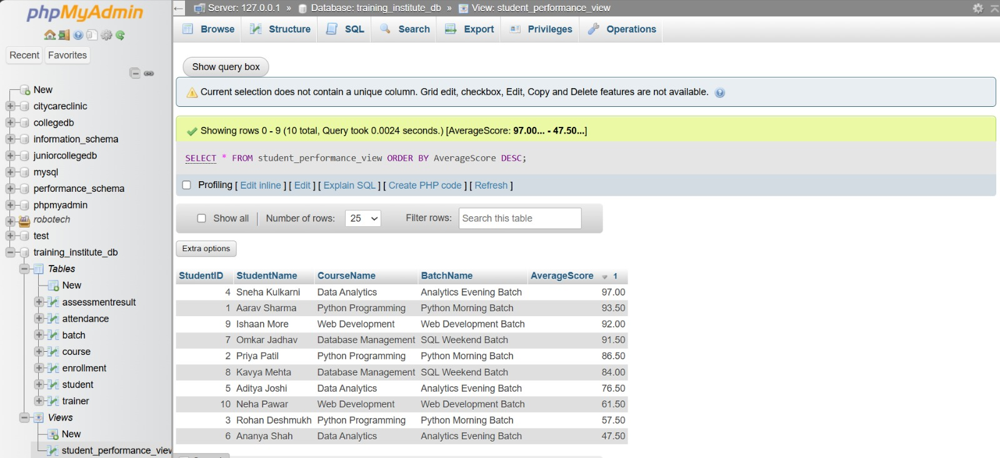 phpMyAdmin
Recent Favorites
New
citycareclinic
collegedb
information_schema
juniorcollegedb
mysql
performance_schema
phpmyadmin
robotech
test
training_institute_db
Tables
New
assessmentresult
attendance
batch
course
enrollment
student
trainer
Views
New
student_performance_view
Server: 127.0.0.1 » Database: training_institute_db » View: student_performance_view
Browse Structure SQL Search Export Privileges Operations
Show query box
Current selection does not contain a unique column. Grid edit, checkbox, Edit, Copy and Delete features are not available.
Showing rows 0 - 9 (10 total, Query took 0.0024 seconds.) [AverageScore: 97.00... - 47.50...]
SELECT * FROM student_performance_view ORDER BY AverageScore DESC;
Profiling [ Edit inline ] [ Edit ] [ Explain SQL ] [ Create PHP code ] [ Refresh ]
Show all Number of rows: 25 Filter rows: Search this table
Extra options
StudentID StudentName CourseName BatchName AverageScore 1
4 Sneha Kulkarni Data Analytics Analytics Evening Batch 97.00
1 Aarav Sharma Python Programming Python Morning Batch 93.50
9 Ishaan More Web Development Web Development Batch 92.00
7 Omkar Jadhav Database Management SQL Weekend Batch 91.50
2 Priya Patil Python Programming Python Morning Batch 86.50
8 Kavya Mehta Database Management SQL Weekend Batch 84.00
5 Aditya Joshi Data Analytics Analytics Evening Batch 76.50
10 Neha Pawar Web Development Web Development Batch 61.50
3 Rohan Deshmukh Python Programming Python Morning Batch 57.50
6 Ananya Shah Data Analytics Analytics Evening Batch 47.50